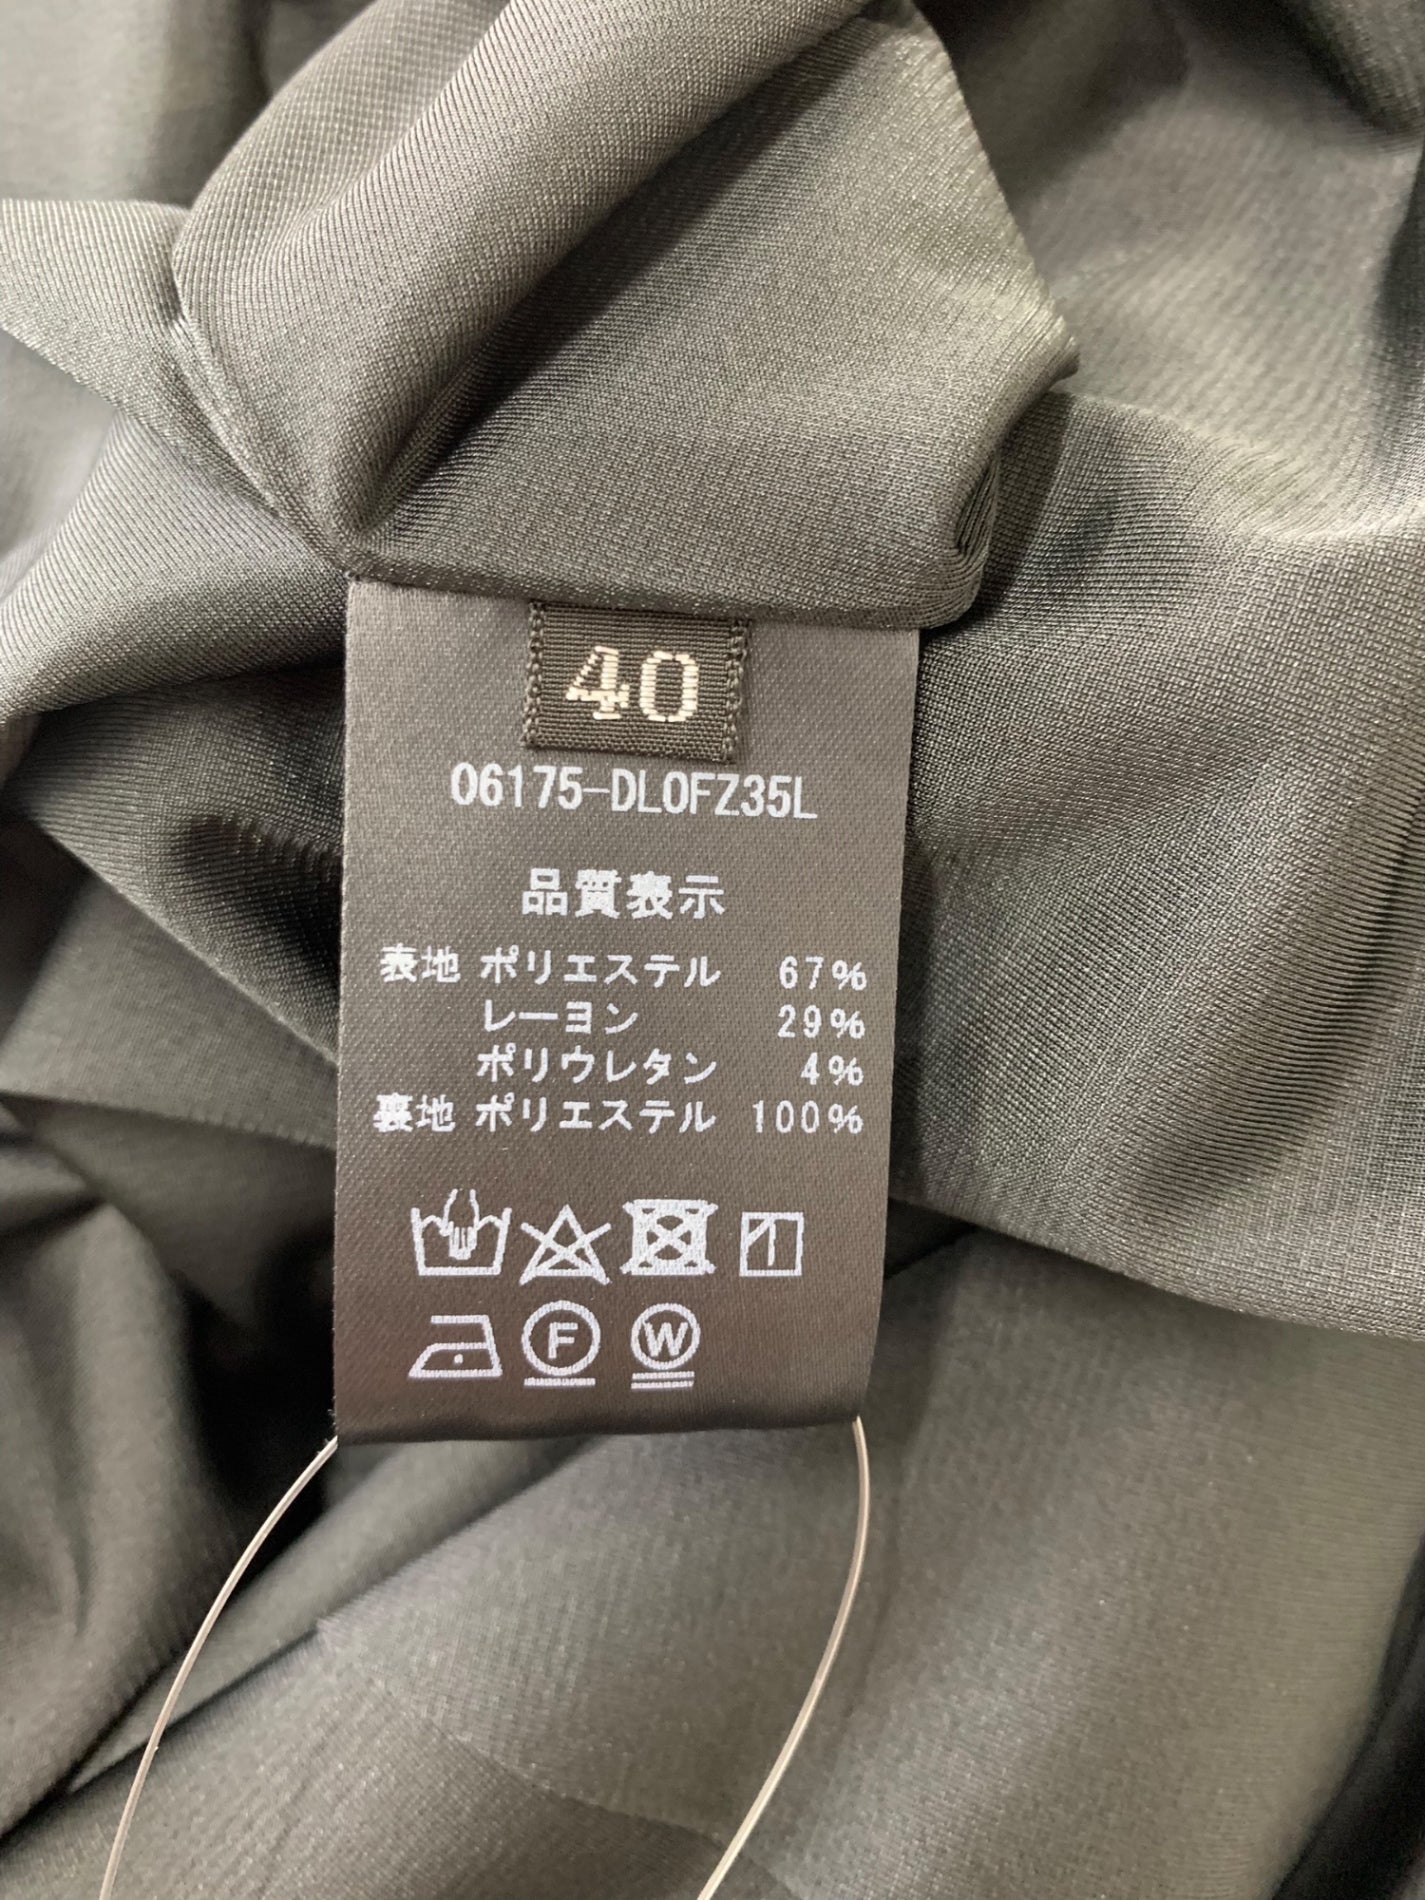 40
06175-DL0FZ35L
品質表示
表地 ポリエステル 67%
レーヨン 29%
ポリウレタン 4%
裏地 ポリエステル 100%
F W